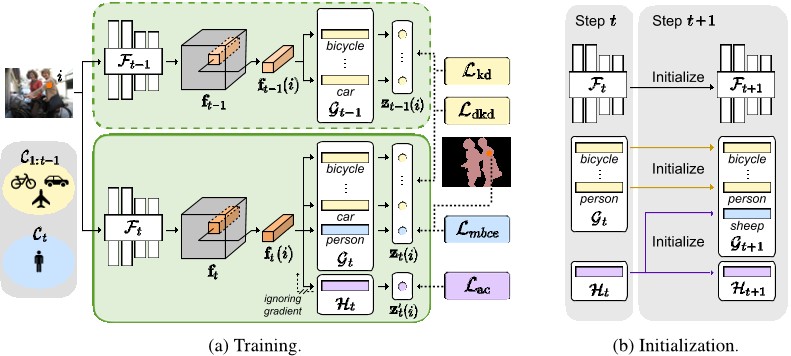 i
C1:t−1
Ct
Ft−1
ft−1
ft−1(i)
bicycle
⋮
car
Gt−1
zt−1(i)
Ft
ft
ft(i)
bicycle
⋮
car
person
Gt
zt(i)
ignoring
gradient
Ht
z′t(i)
Lkd
Ldkd
Lmbce
Lac
(a) Training.
Step t
Step t+1
Ft
Initialize
Ft+1
bicycle
⋮
person
Gt
Initialize
bicycle
⋮
person
sheep
Gt+1
Initialize
Ht
Ht+1
(b) Initialization.